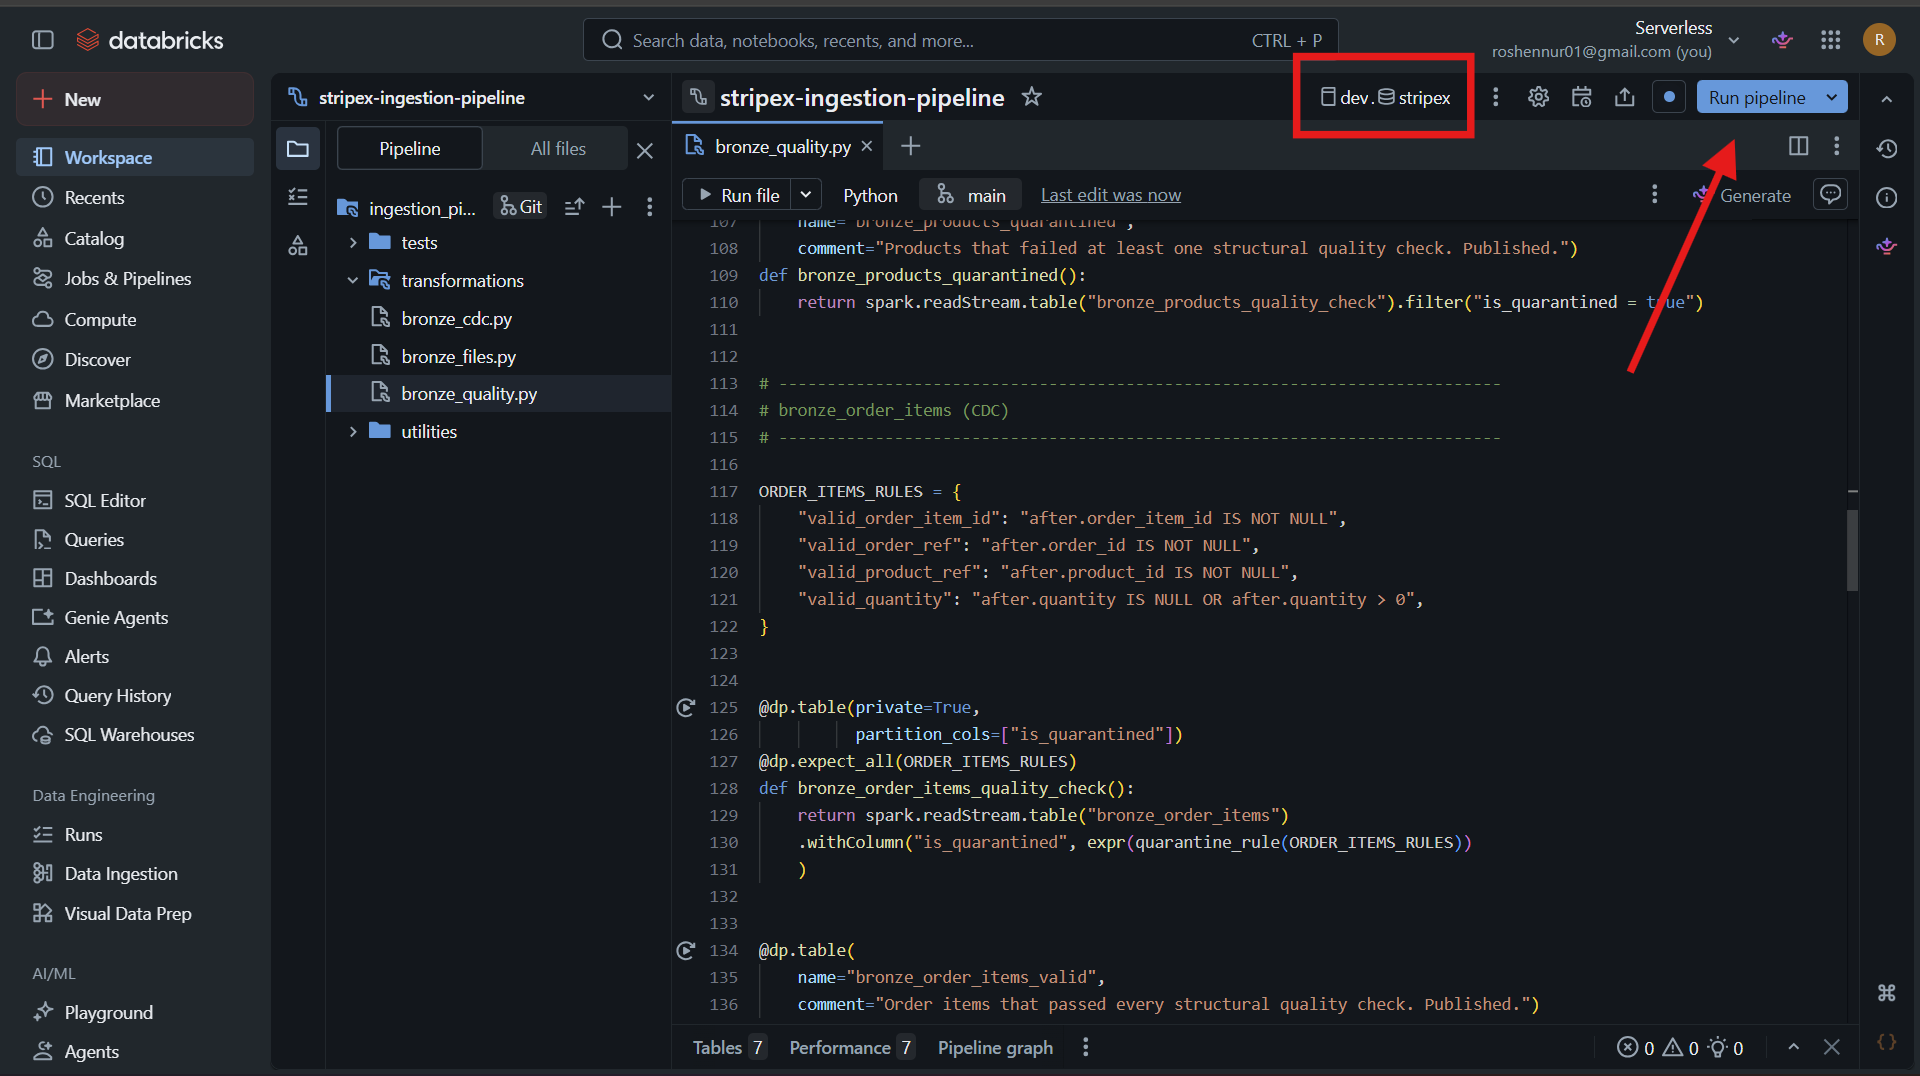 databricks
Search data, notebooks, recents, and more...
CTRL + P
Serverless
roshennur01@gmail.com (you)
R
New
Workspace
Recents
Catalog
Jobs & Pipelines
Compute
Discover
Marketplace
SQL
SQL Editor
Queries
Dashboards
Genie Agents
Alerts
Query History
SQL Warehouses
Data Engineering
Runs
Data Ingestion
Visual Data Prep
AI/ML
Playground
Agents
stripex-ingestion-pipeline
Pipeline
All files
ingestion_pi...
Git
tests
transformations
bronze_cdc.py
bronze_files.py
bronze_quality.py
utilities
stripex-ingestion-pipeline
dev.stripex
Run pipeline
bronze_quality.py
Run file
Python
main
Last edit was now
Generate
107 name="bronze_products_quarantined",
108 comment="Products that failed at least one structural quality check. Published.")
109 def bronze_products_quarantined():
110 return spark.readStream.table("bronze_products_quality_check").filter("is_quarantined = true")
111
112
113 # ---------------------------------------------------------------------------
114 # bronze_order_items (CDC)
115 # ---------------------------------------------------------------------------
116
117 ORDER_ITEMS_RULES = {
118 "valid_order_item_id": "after.order_item_id IS NOT NULL",
119 "valid_order_ref": "after.order_id IS NOT NULL",
120 "valid_product_ref": "after.product_id IS NOT NULL",
121 "valid_quantity": "after.quantity IS NULL OR after.quantity > 0",
122 }
123
124
125 @dp.table(private=True,
126 partition_cols=["is_quarantined"])
127 @dp.expect_all(ORDER_ITEMS_RULES)
128 def bronze_order_items_quality_check():
129 return spark.readStream.table("bronze_order_items")
130 .withColumn("is_quarantined", expr(quarantine_rule(ORDER_ITEMS_RULES))
131 )
132
133
134 @dp.table(
135 name="bronze_order_items_valid",
136 comment="Order items that passed every structural quality check. Published.")
Tables 7
Performance 7
Pipeline graph
0 0 0